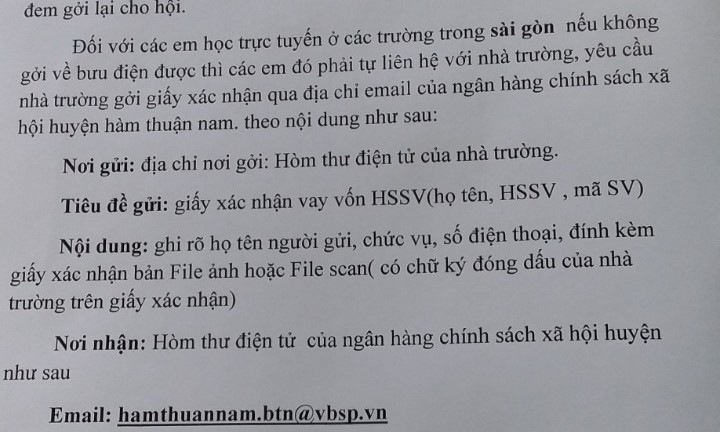 đem gởi lại cho hội.
Đối với các em học trực tuyến ở các trường trong sài gòn nếu không
gởi về bưu điện được thì các em đó phải tự liên hệ với nhà trường, yêu cầu
nhà trường gởi giấy xác nhận qua địa chỉ email của ngân hàng chính sách xã
hội huyện hàm thuận nam. theo nội dung như sau:
Nơi gửi: địa chỉ nơi gởi: Hòm thư điện tử của nhà trường.
Tiêu đề gửi: giấy xác nhận vay vốn HSSV(họ tên, HSSV , mã SV)
Nội dung: ghi rõ họ tên người gửi, chức vụ, số điện thoại, đính kèm
giấy xác nhận bản File ảnh hoặc File scan( có chữ ký đóng dấu của nhà
trường trên giấy xác nhận)
Nơi nhận: Hòm thư điện tử của ngân hàng chính sách xã hội huyện
như sau
Email: hamthuannam.btn@vbsp.vn